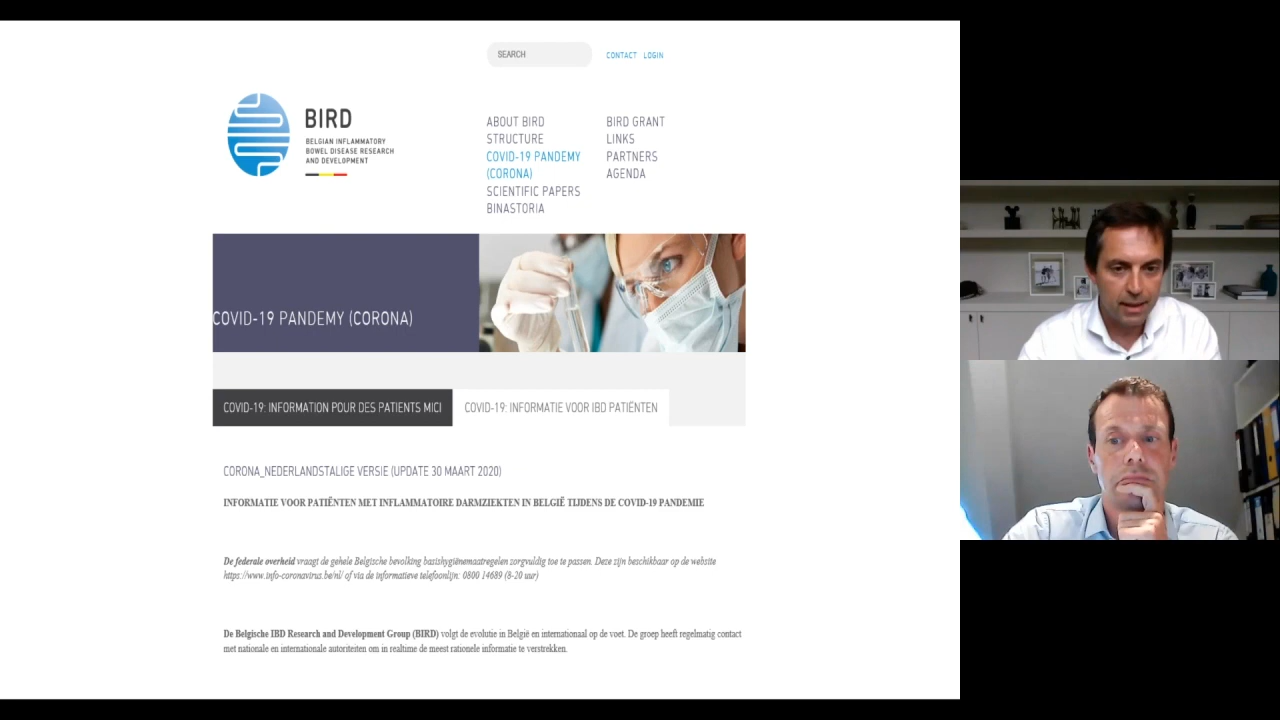 SEARCH
CONTACT LOGIN
BIRD
BELGIAN INFLAMMATORY
BOWEL DISEASE RESEARCH
AND DEVELOPMENT
ABOUT BIRD
STRUCTURE
COVID-19 PANDEMY
(CORONA)
SCIENTIFIC PAPERS
BINASTORIA
BIRD GRANT
LINKS
PARTNERS
AGENDA
COVID-19 PANDEMY (CORONA)
COVID-19: INFORMATION POUR DES PATIENTS MICI
COVID-19: INFORMATIE VOOR IBD PATIËNTEN
CORONA_NEDERLANDSTALIGE VERSIE (UPDATE 30 MAART 2020)
INFORMATIE VOOR PATIËNTEN MET INFLAMMATOIRE DARMZIEKTEN IN BELGIË TIJDENS DE COVID-19 PANDEMIE
De federale overheid vraagt de gehele Belgische bevolking basishygiënemaatregelen zorgvuldig toe te passen. Deze zijn beschikbaar op de website
https://www.info-coronavirus.be/nl/ of via de informatieve telefoonlijn: 0800 14689 (8-20 uur)
De Belgische IBD Research and Development Group (BIRD) volgt de evolutie in België en internationaal op de voet. De groep heeft regelmatig contact
met nationale en internationale autoriteiten om in realtime de meest rationele informatie te verstrekken.